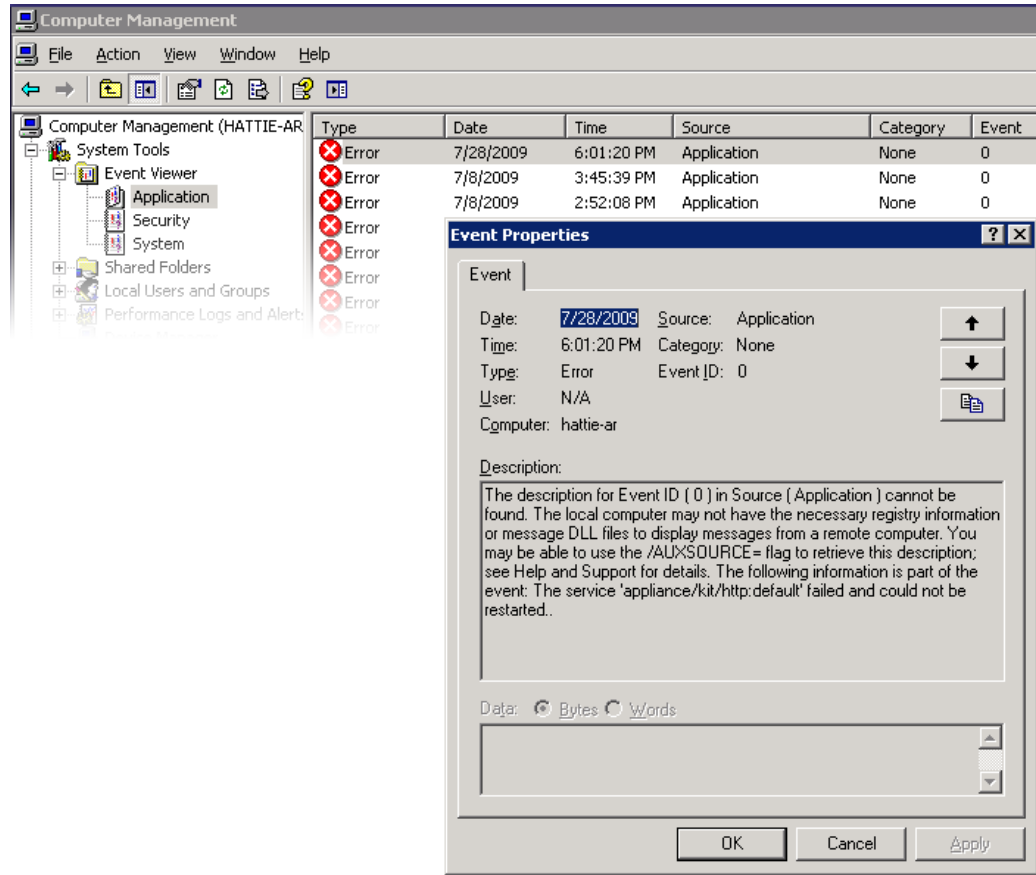 Computer Management
File Action View Window Help
Computer Management (HATTIE-AR
System Tools
Event Viewer
Application
Security
System
Shared Folders
Local Users and Groups
Performance Logs and Alert
Type Date Time Source Category Event
Error 7/28/2009 6:01:20 PM Application None 0
Error 7/8/2009 3:45:39 PM Application None 0
Error 7/8/2009 2:52:08 PM Application None 0
Error
Error
Error
Error
Error
Event Properties
Event
Date: 7/28/2009 Source: Application
Time: 6:01:20 PM Category: None
Type: Error Event ID: 0
User: N/A
Computer: hattie-ar
Description:
The description for Event ID ( 0 ) in Source ( Application ) cannot be
found. The local computer may not have the necessary registry information
or message DLL files to display messages from a remote computer. You
may be able to use the /AUXSOURCE= flag to retrieve this description;
see Help and Support for details. The following information is part of the
event: The service 'appliance/kit/http:default' failed and could not be
restarted..
Data: Bytes Words
OK Cancel Apply